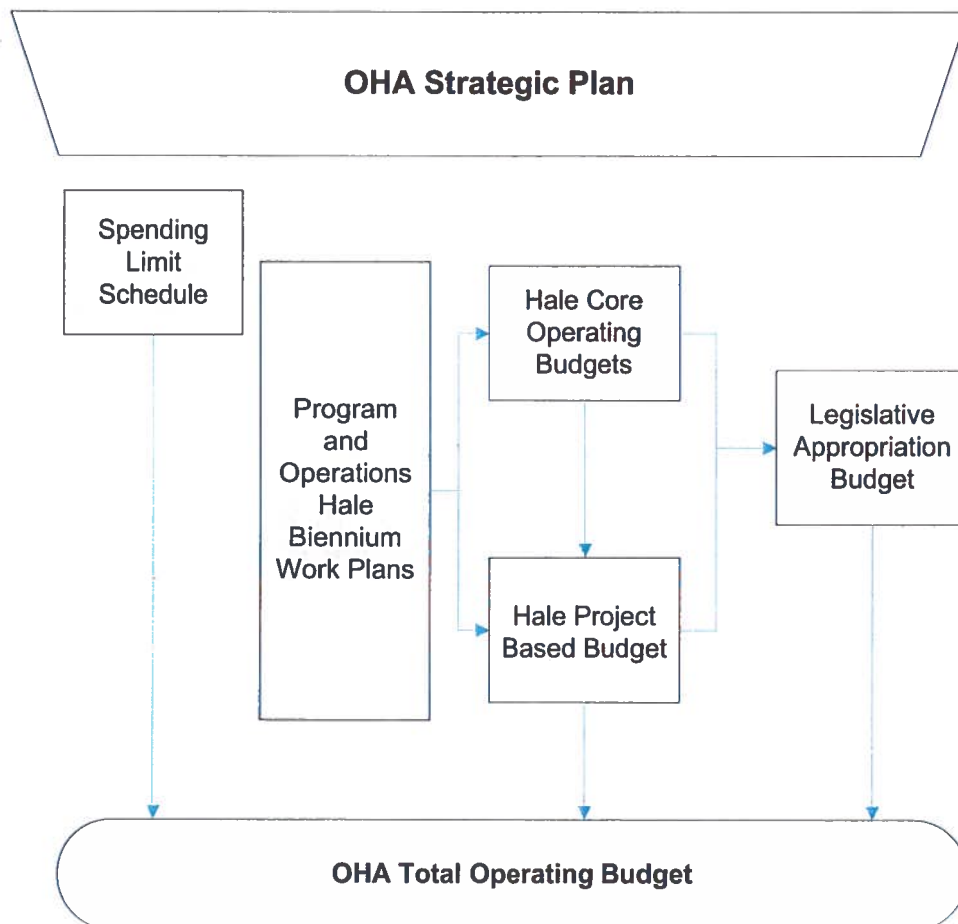 OHA Strategic Plan
Spending
Limit
Schedule
Program
and
Operations
Hale
Biennium
Work Plans
Hale Core
Operating
Budgets
Hale Project
Based Budget
Legislative
Appropriation
Budget
OHA Total Operating Budget